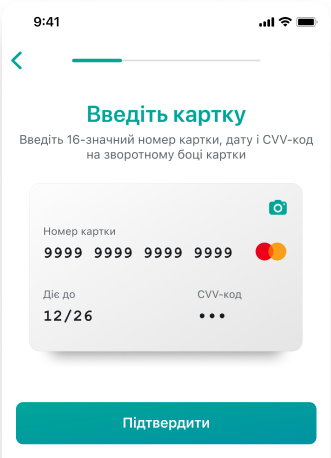 9:41
Введіть картку
Введіть 16-значний номер картки, дату і CVV-код
на зворотному боці картки
Номер картки
9999 9999 9999 9999
Діє до
CVV-код
12/26
•••
Підтвердити